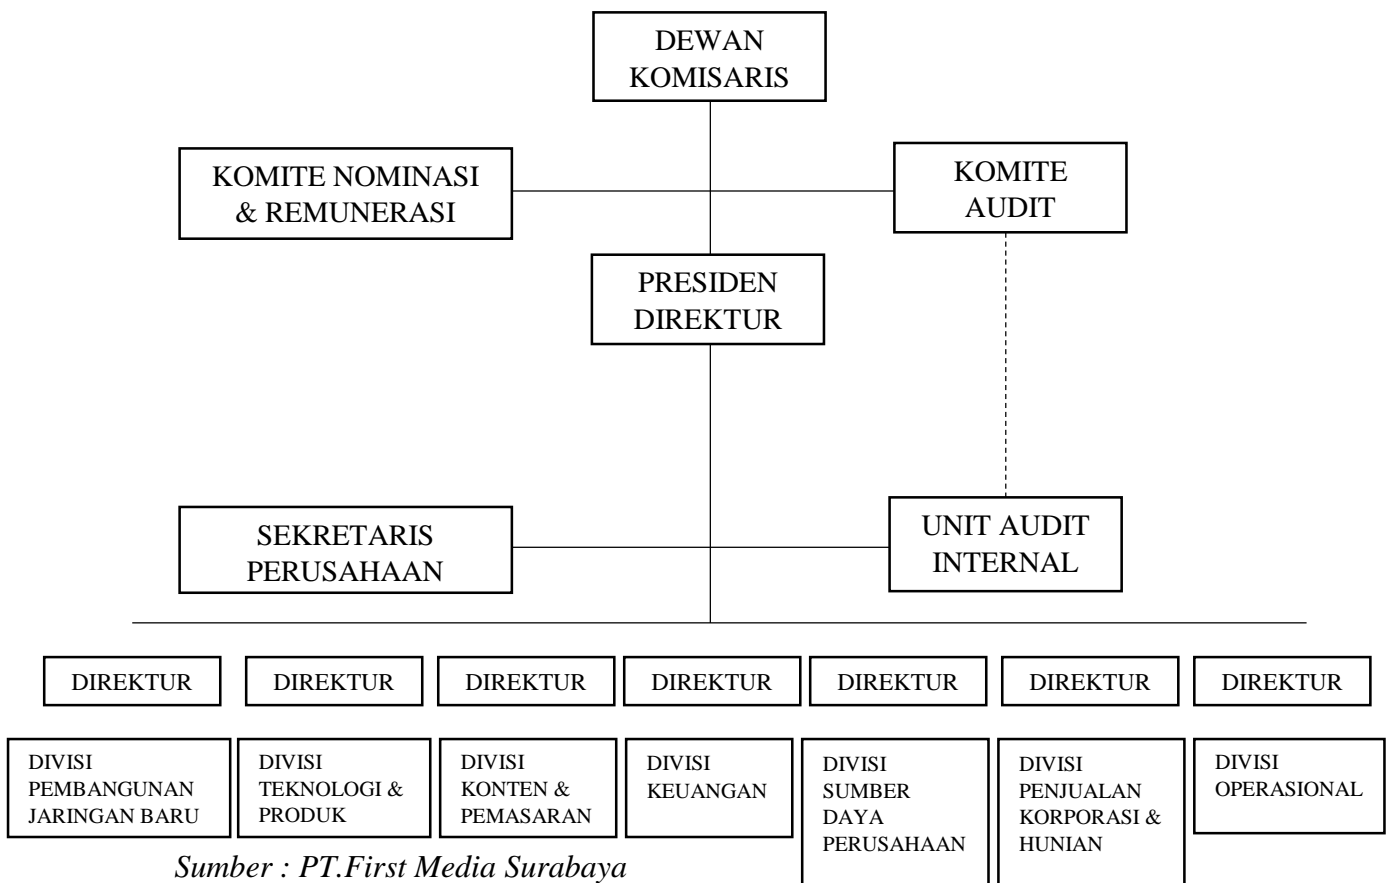 DEWAN
KOMISARIS
KOMITE NOMINASI
& REMUNERASI
KOMITE
AUDIT
PRESIDEN
DIREKTUR
SEKRETARIS
PERUSAHAAN
UNIT AUDIT
INTERNAL
DIREKTUR
DIREKTUR
DIREKTUR
DIREKTUR
DIREKTUR
DIREKTUR
DIREKTUR
DIVISI
PEMBANGUNAN
JARINGAN BARU
DIVISI
TEKNOLOGI &
PRODUK
DIVISI
KONTEN &
PEMASARAN
DIVISI
KEUANGAN
DIVISI
SUMBER
DAYA
PERUSAHAAN
DIVISI
PENJUALAN
KORPORASI &
HUNIAN
DIVISI
OPERASIONAL
Sumber : PT.First Media Surabaya